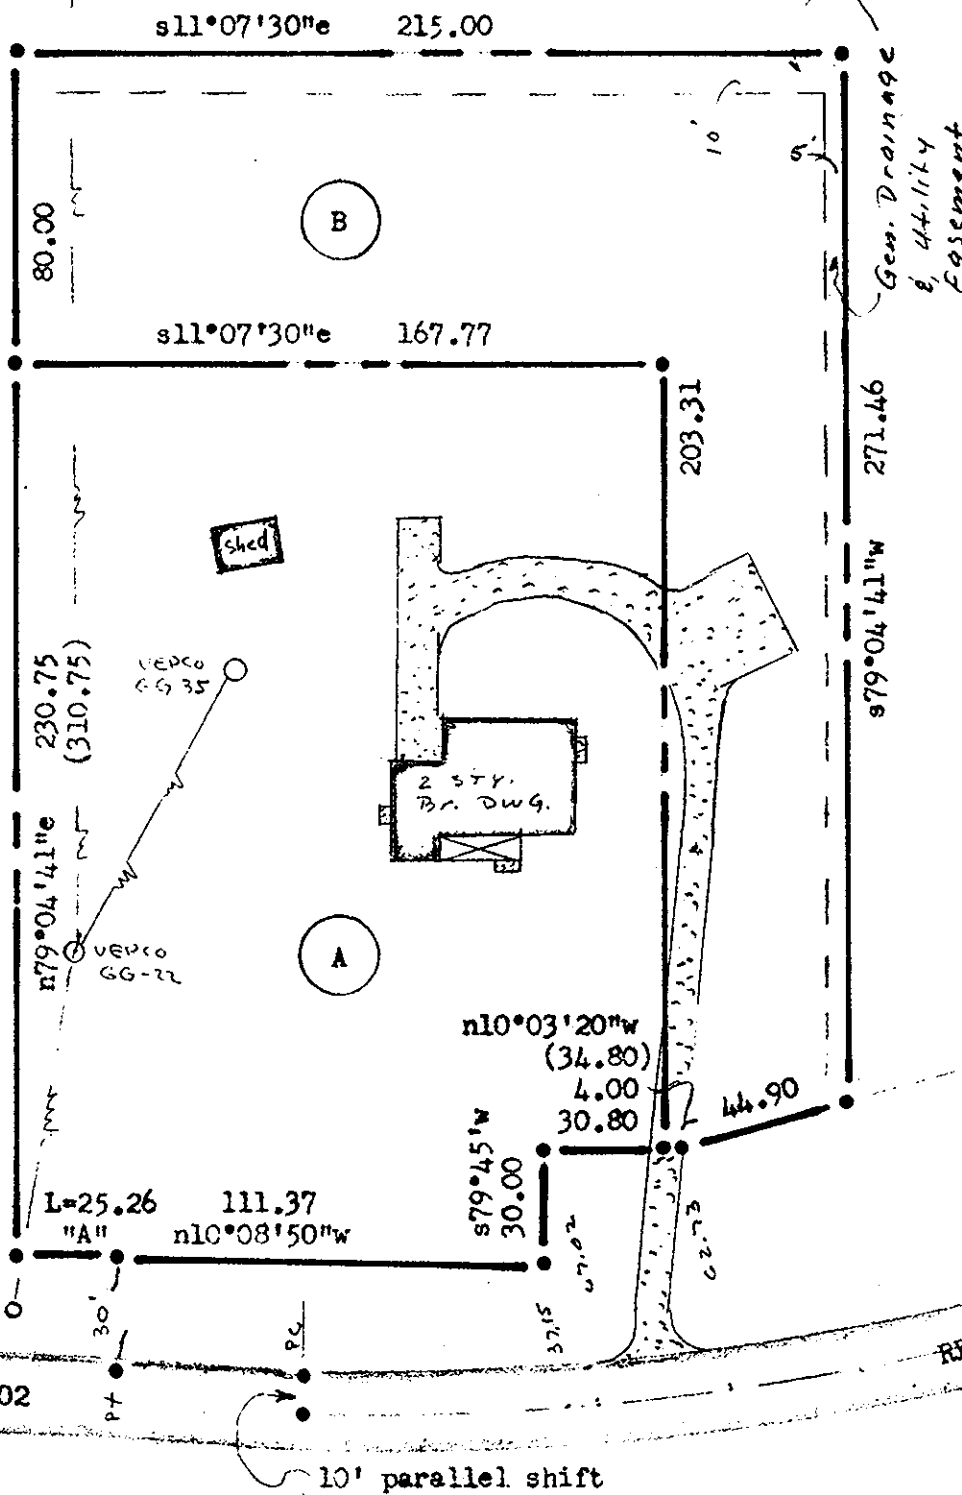 s11°07'30"e 215.00
10'
5'
Gen. Drainage
& Utility
Easement
80.00
B
s11°07'30"e 167.77
203.31
271.46
s79°04'41"w
shed
VEPCO
GG 35
230.75
(310.75)
n79°04'41"e
2 STY.
Br. DWG.
VEPCO
GG-22
A
n10°03'20"w
(34.80)
4.00
30.80
44.90
s79°45'w
30.00
L=25.26 111.37
"A" n10°08'50"w
30'
PC
37.15
PT
02
10' parallel shift